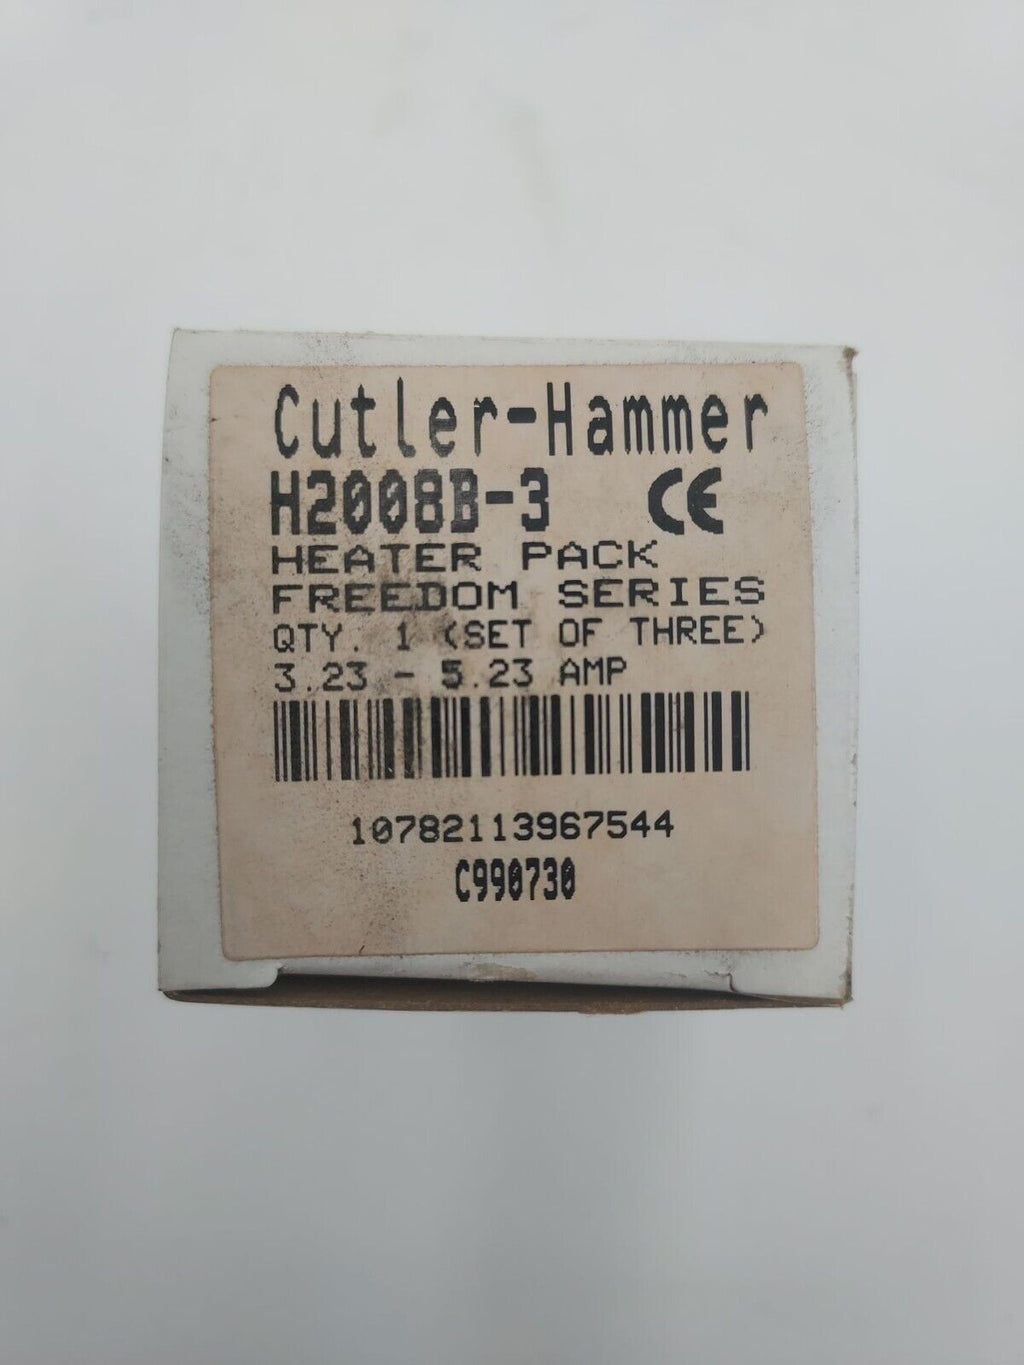 Cutler-Hammer
H2008B-3 CE
HEATER PACK
FREEDOM SERIES
QTY. 1 (SET OF THREE)
3.23 - 5.23 AMP
10782113967544
C990730